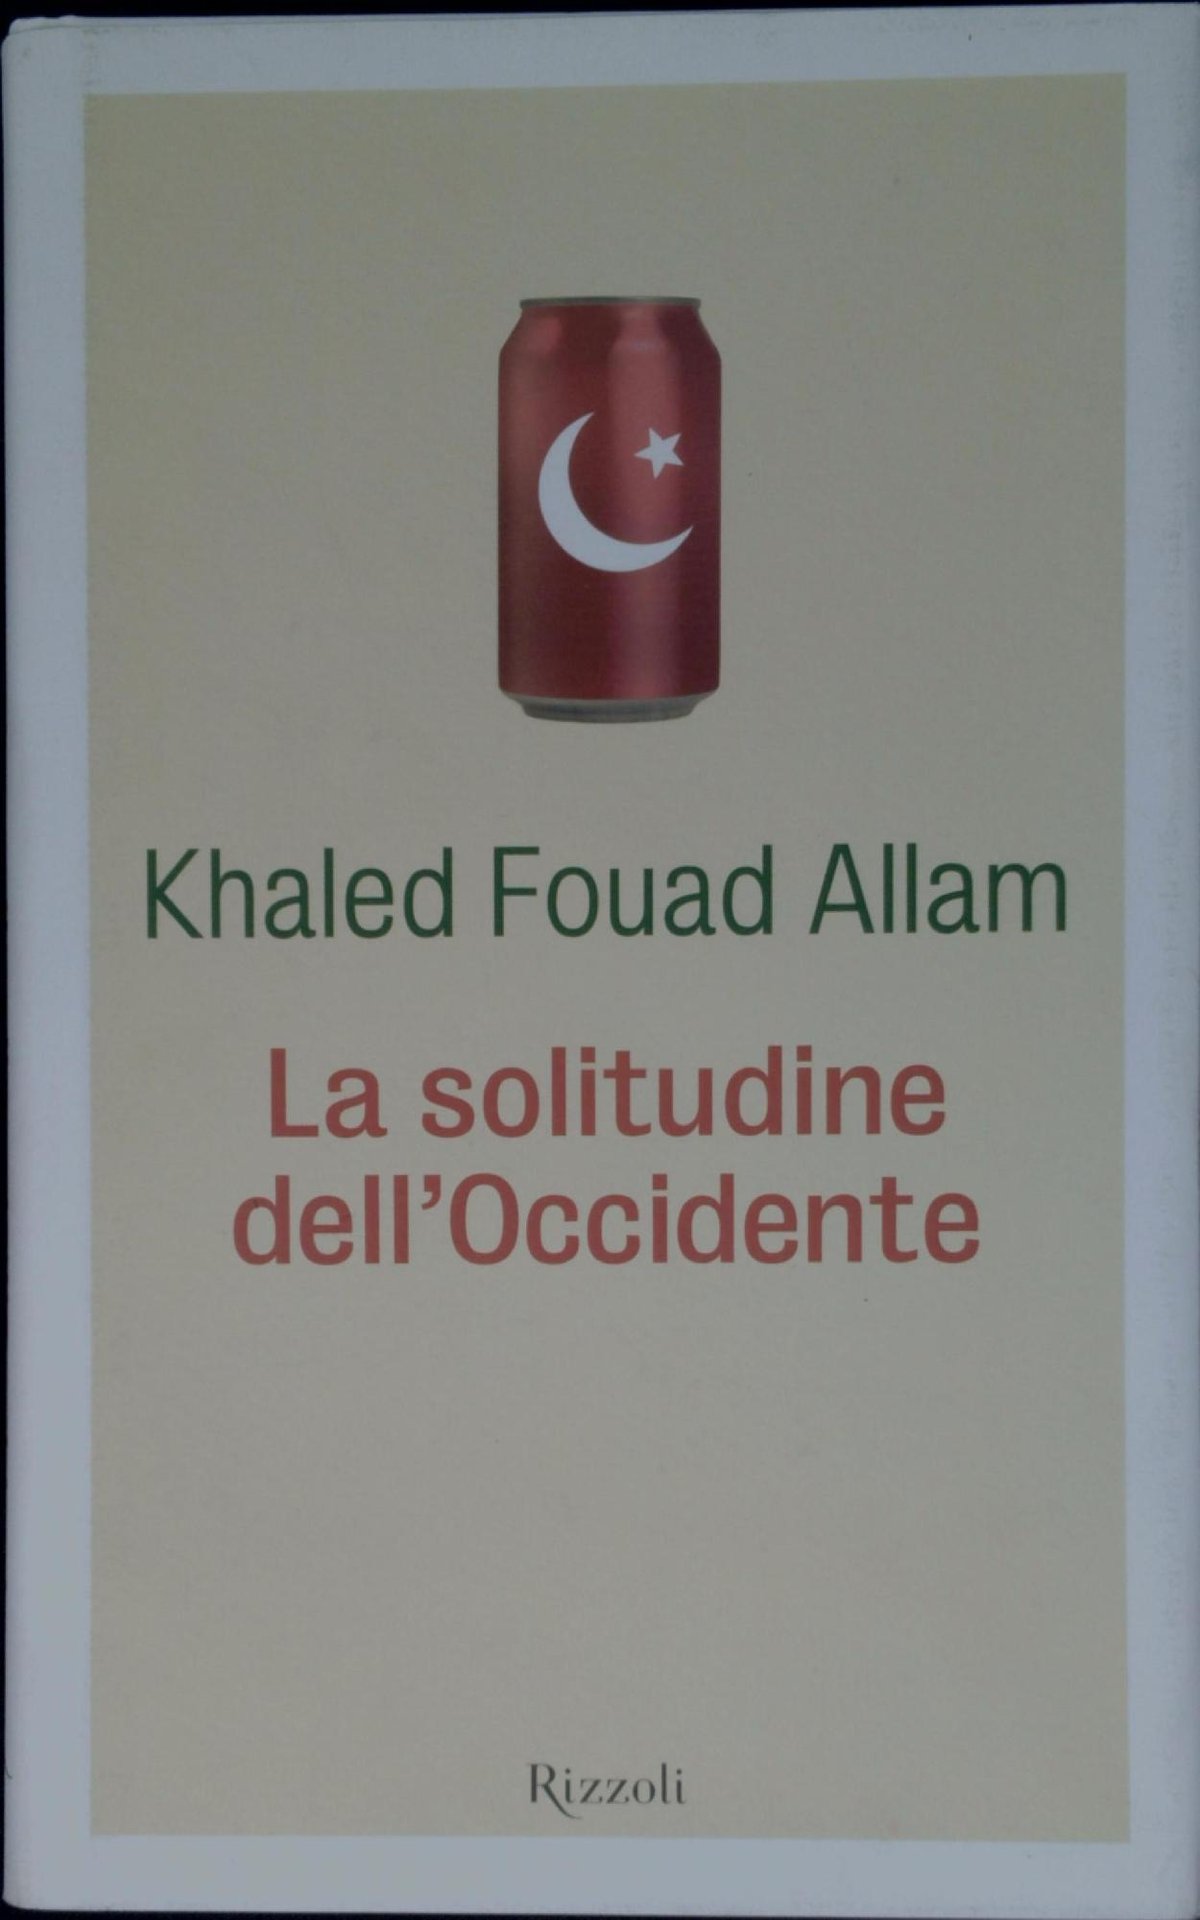 Khaled Fouad Allam
La solitudine
dell'Occidente
Rizzoli